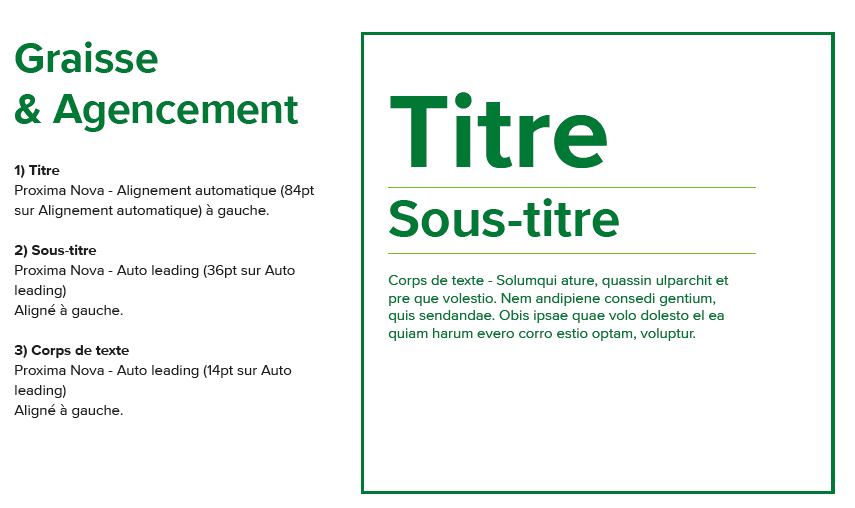 Graisse
& Agencement
1) Titre
Proxima Nova - Alignement automatique (84pt
sur Alignement automatique) à gauche.
2) Sous-titre
Proxima Nova - Auto leading (36pt sur Auto
leading)
Aligné à gauche.
3) Corps de texte
Proxima Nova - Auto leading (14pt sur Auto
leading)
Aligné à gauche.
Titre
Sous-titre
Corps de texte - Solumqui ature, quassin ulparchit et
pre que volestio. Nem andipiene consedi gentium,
quis sendandae. Obis ipsae quae volo dolesto el ea
quiam harum evero corro estio optam, voluptur.